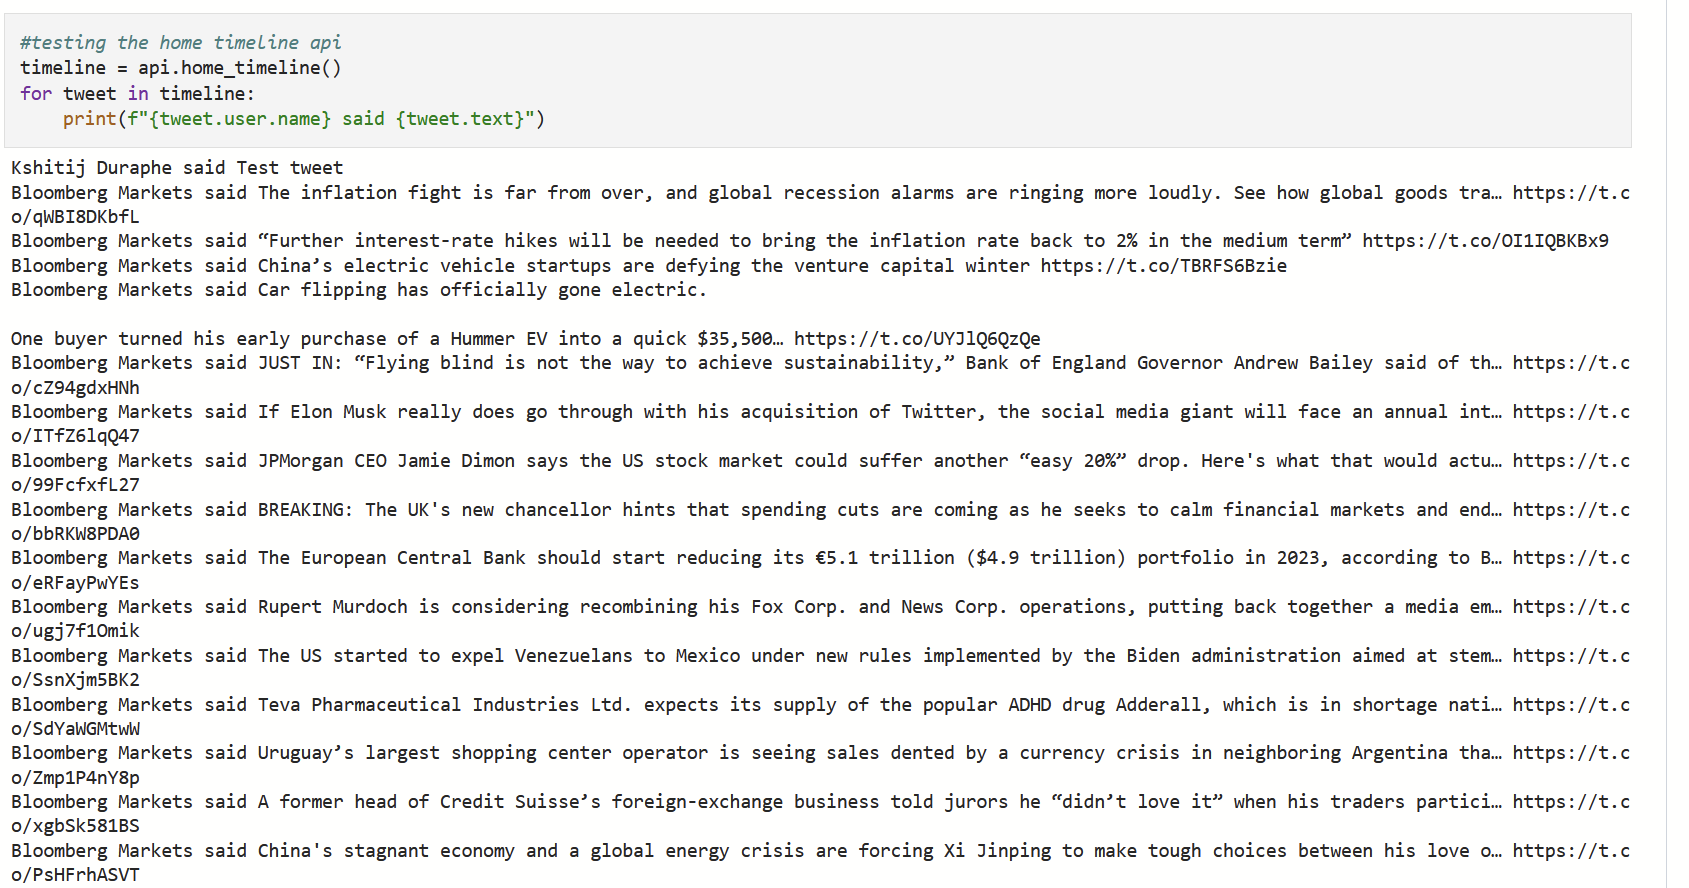 #testing the home timeline api
timeline = api.home_timeline()
for tweet in timeline:
    print(f"{tweet.user.name} said {tweet.text}")
Kshitij Duraphe said Test tweet
Bloomberg Markets said The inflation fight is far from over, and global recession alarms are ringing more loudly. See how global goods tra… https://t.c
o/qWBI8DKbfL
Bloomberg Markets said “Further interest-rate hikes will be needed to bring the inflation rate back to 2% in the medium term” https://t.co/OI1IQBKBx9
Bloomberg Markets said China’s electric vehicle startups are defying the venture capital winter https://t.co/TBRFS6Bzie
Bloomberg Markets said Car flipping has officially gone electric.

One buyer turned his early purchase of a Hummer EV into a quick $35,500… https://t.co/UYJlQ6QzQe
Bloomberg Markets said JUST IN: “Flying blind is not the way to achieve sustainability,” Bank of England Governor Andrew Bailey said of th… https://t.c
o/cZ94gdxHNh
Bloomberg Markets said If Elon Musk really does go through with his acquisition of Twitter, the social media giant will face an annual int… https://t.c
o/ITfZ6lqQ47
Bloomberg Markets said JPMorgan CEO Jamie Dimon says the US stock market could suffer another “easy 20%” drop. Here's what that would actu… https://t.c
o/99FcfxfL27
Bloomberg Markets said BREAKING: The UK's new chancellor hints that spending cuts are coming as he seeks to calm financial markets and end… https://t.c
o/bbRKW8PDA0
Bloomberg Markets said The European Central Bank should start reducing its €5.1 trillion ($4.9 trillion) portfolio in 2023, according to B… https://t.c
o/eRFayPwYEs
Bloomberg Markets said Rupert Murdoch is considering recombining his Fox Corp. and News Corp. operations, putting back together a media em… https://t.c
o/ugj7f1Omik
Bloomberg Markets said The US started to expel Venezuelans to Mexico under new rules implemented by the Biden administration aimed at stem… https://t.c
o/SsnXjm5BK2
Bloomberg Markets said Teva Pharmaceutical Industries Ltd. expects its supply of the popular ADHD drug Adderall, which is in shortage nati… https://t.c
o/SdYaWGMtwW
Bloomberg Markets said Uruguay’s largest shopping center operator is seeing sales dented by a currency crisis in neighboring Argentina tha… https://t.c
o/Zmp1P4nY8p
Bloomberg Markets said A former head of Credit Suisse’s foreign-exchange business told jurors he “didn’t love it” when his traders partici… https://t.c
o/xgbSk581BS
Bloomberg Markets said China's stagnant economy and a global energy crisis are forcing Xi Jinping to make tough choices between his love o… https://t.c
o/PsHFrhASVT